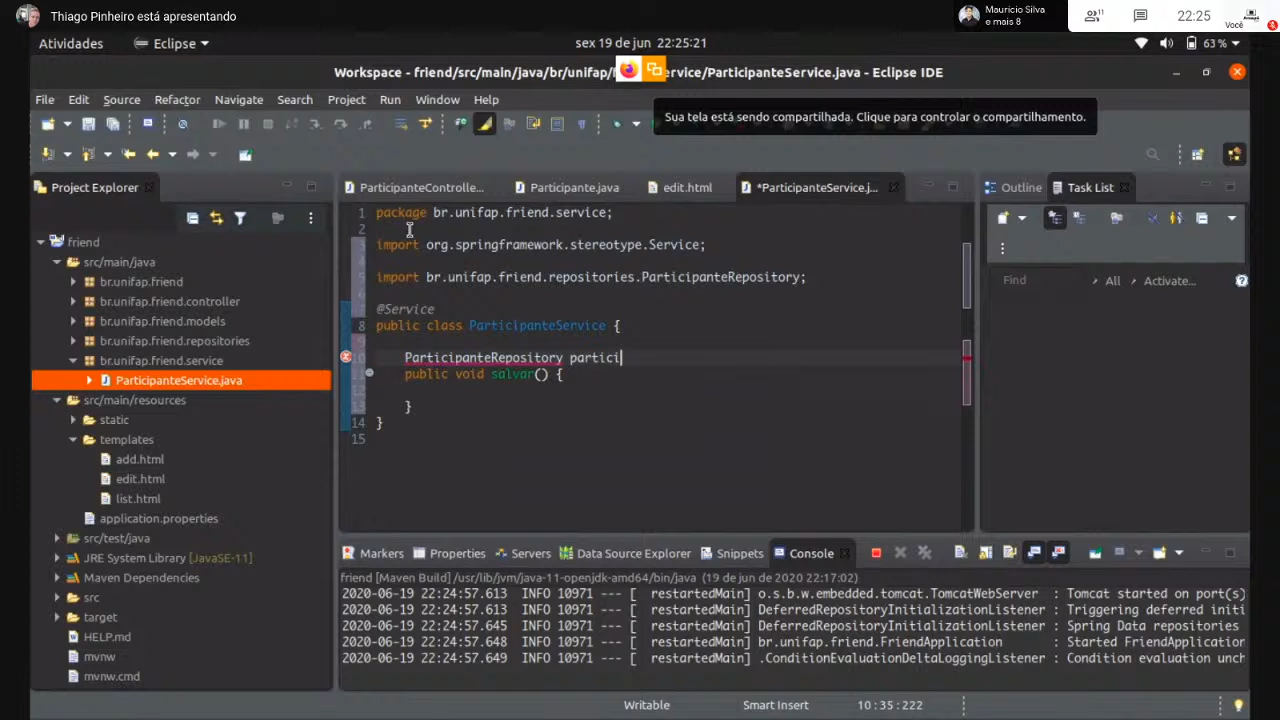 Thiago Pinheiro está apresentando
Mauricio Silva
e mais 8
11
22:25
Você
Atividades
Eclipse
sex 19 de jun 22:25:21
63 %
Workspace - friend/src/main/java/br/unifap/ ervice/ParticipanteService.java - Eclipse IDE
File Edit Source Refactor Navigate Search Project Run Window Help
Sua tela está sendo compartilhada. Clique para controlar o compartilhamento.
Project Explorer
ParticipanteControlle...
Participante.java
edit.html
*ParticipanteService.j...
Outline
Task List
friend
src/main/java
br.unifap.friend
br.unifap.friend.controller
br.unifap.friend.models
br.unifap.friend.repositories
br.unifap.friend.service
ParticipanteService.java
src/main/resources
static
templates
add.html
edit.html
list.html
application.properties
src/test/java
JRE System Library [JavaSE-11]
Maven Dependencies
src
target
HELP.md
mvnw
mvnw.cmd
1 package br.unifap.friend.service;
2
3 import org.springframework.stereotype.Service;
4
5 import br.unifap.friend.repositories.ParticipanteRepository;
6
7 @Service
8 public class ParticipanteService {
9
10 ParticipanteRepository partici
11 public void salvar() {
12
13 }
14 }
15
Find
All
Activate...
Markers Properties Servers Data Source Explorer Snippets Console
friend [Maven Build] /usr/lib/jvm/java-11-openjdk-amd64/bin/java (19 de jun de 2020 22:17:02)
2020-06-19 22:24:57.613 INFO 10971 --- [ restartedMain] o.s.b.w.embedded.tomcat.TomcatWebServer : Tomcat started on port(s)
2020-06-19 22:24:57.613 INFO 10971 --- [ restartedMain] DeferredRepositoryInitializationListener : Triggering deferred initi
2020-06-19 22:24:57.645 INFO 10971 --- [ restartedMain] DeferredRepositoryInitializationListener : Spring Data repositories
2020-06-19 22:24:57.648 INFO 10971 --- [ restartedMain] br.unifap.friend.FriendApplication : Started FriendApplication
2020-06-19 22:24:57.649 INFO 10971 --- [ restartedMain] .ConditionEvaluationDeltaLoggingListener : Condition evaluation unch
Writable
Smart Insert
10 : 35 : 222